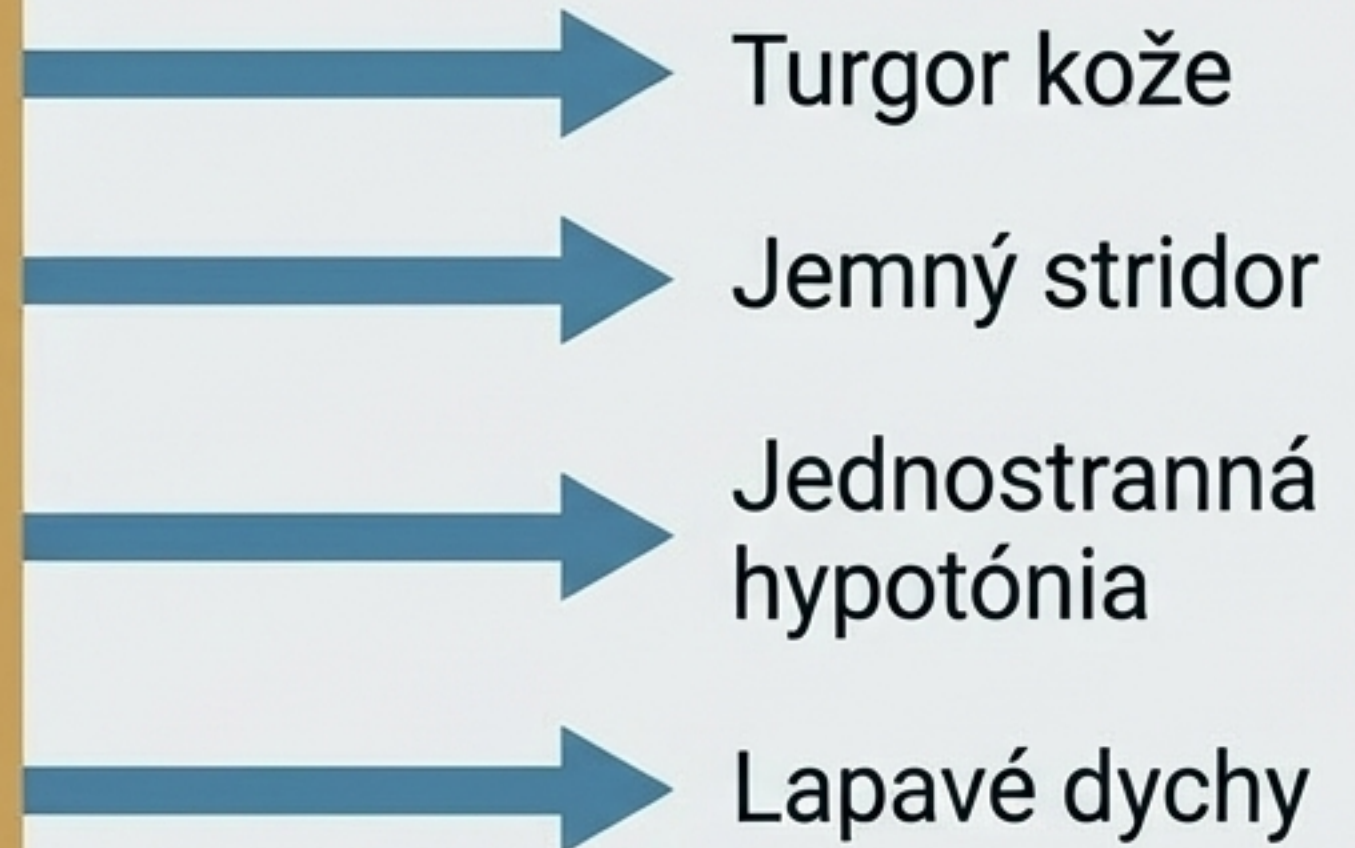 Turgor kože
Jemný stridor
Jednostranná
hypotónia
Lapavé dychy